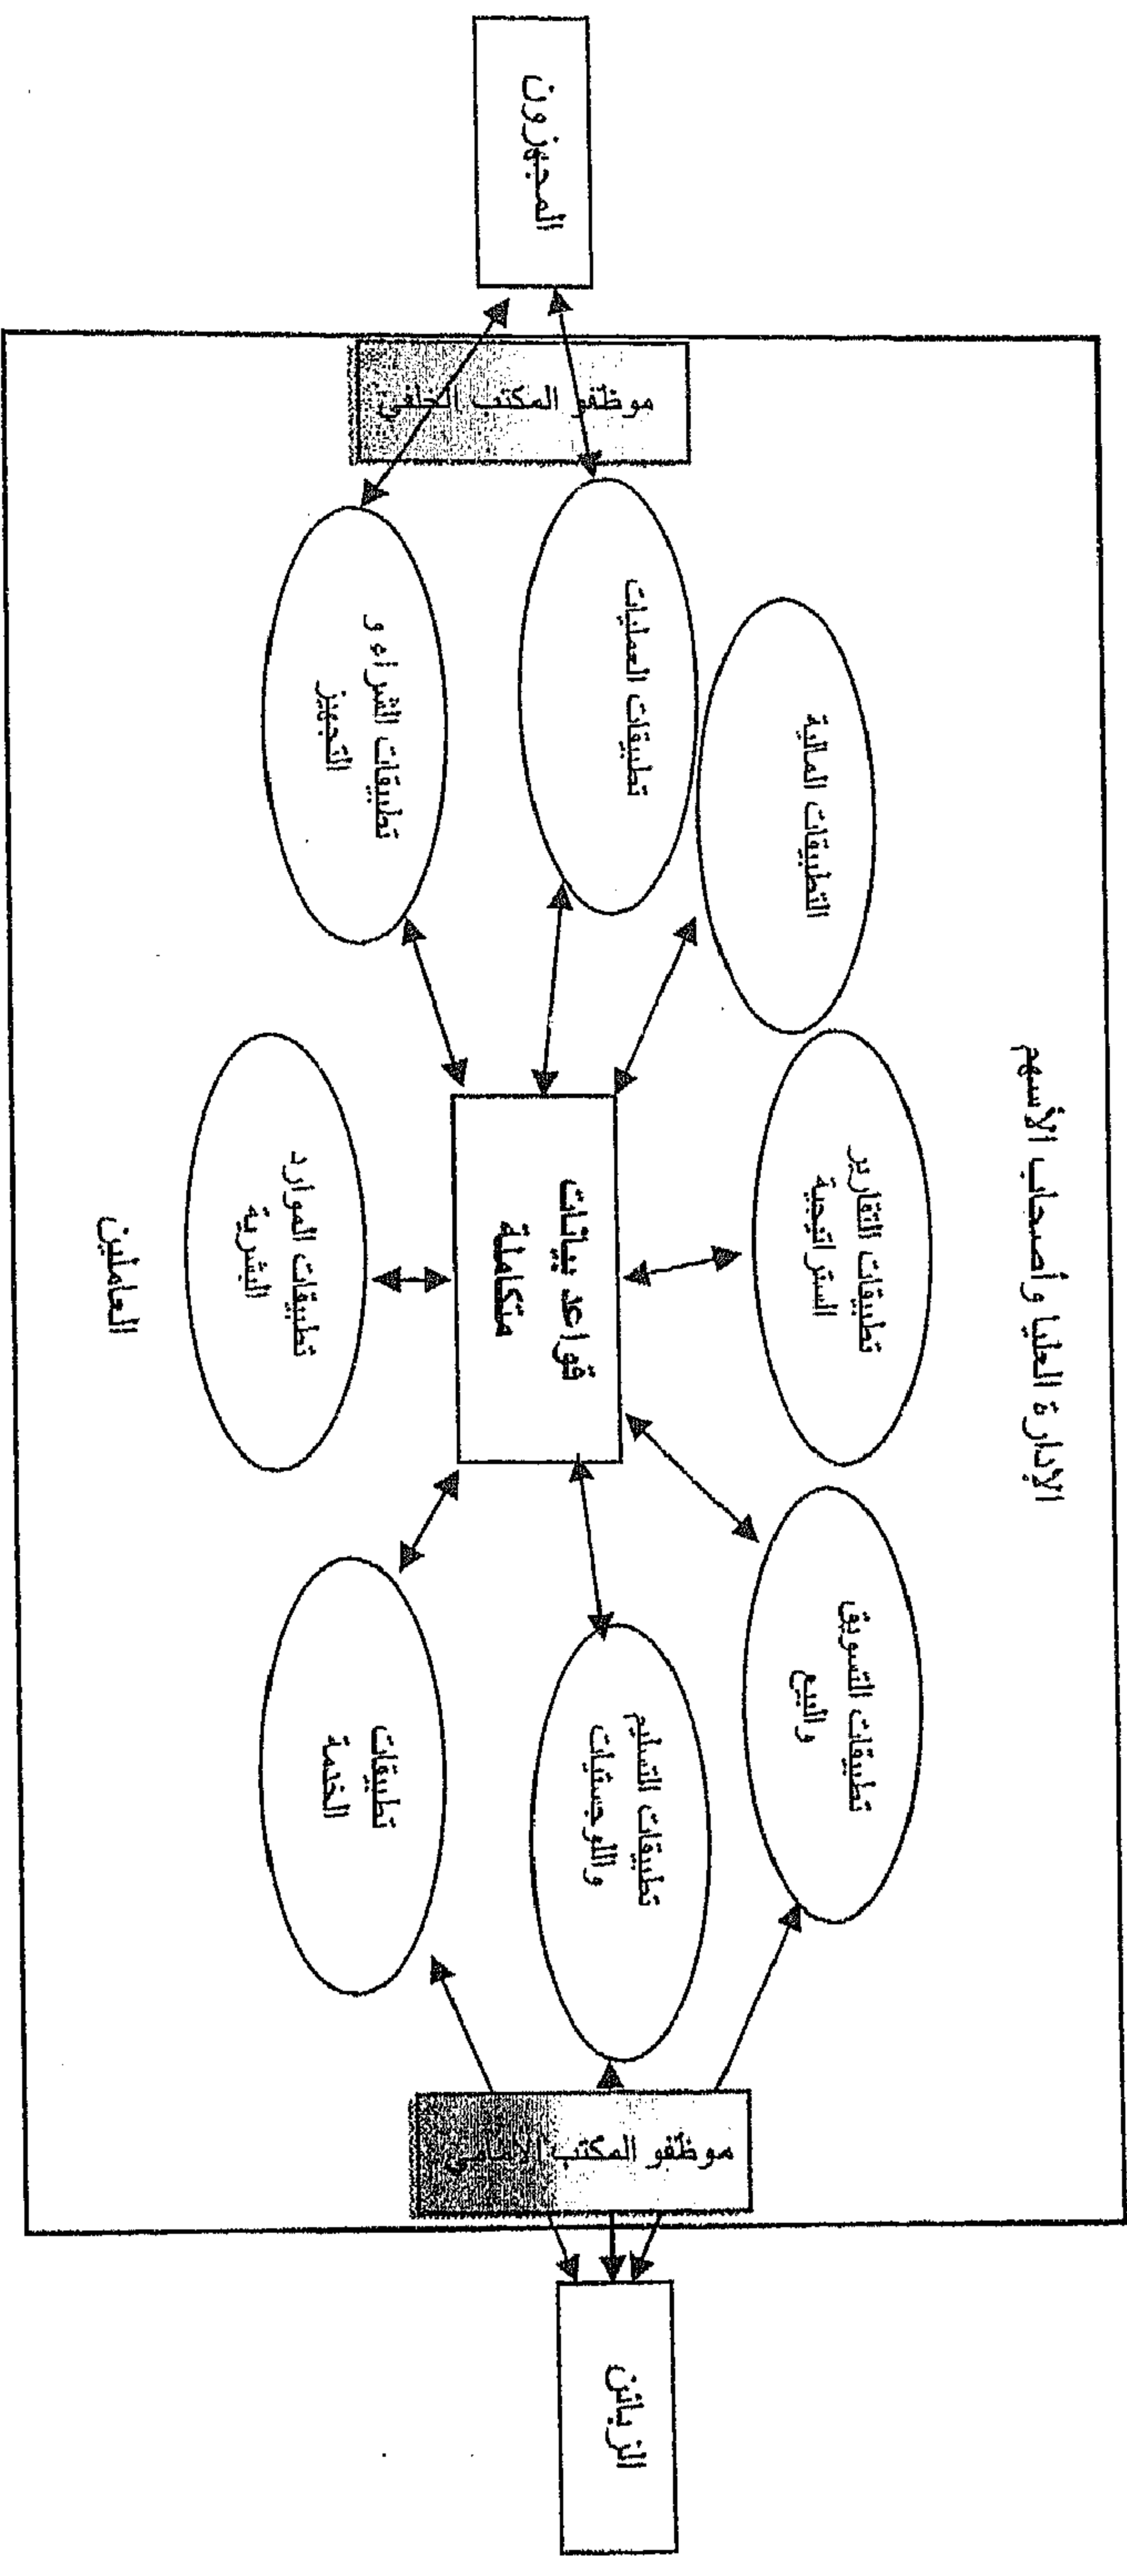 الإدارة العليا وأصحاب الأسهم
تطبيقات التقارير
الستراتيجية
تطبيقات التسويق
والبيع
التطبيقات المالية
الزبائن
موظفو المكتب الأمامي
تطبيقات التسليم
واللوجستيات
قواعد بيانات
متكاملة
تطبيقات العمليات
موظفو المكتب الخلفي
المجهزون
تطبيقات
الخدمة
تطبيقات الشراء و
التجهيز
تطبيقات الموارد
البشرية
العاملين